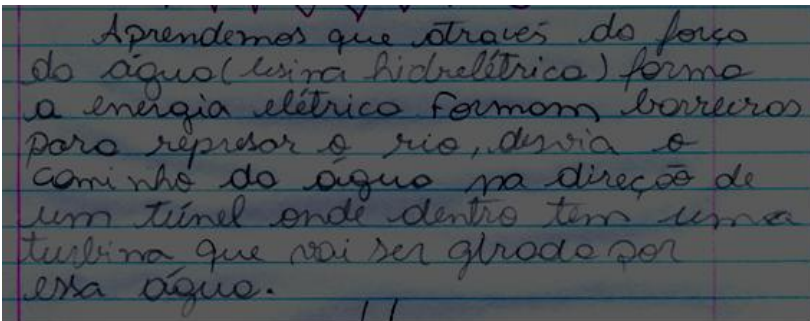 Aprendemos que através da força
da água (usina hidrelétrica) forma
a energia elétrica Formam barreiras
para represar o rio, desvia o
caminho da água na direção de
um túnel onde dentro tem uma
turbina que vai ser girada por
essa água.